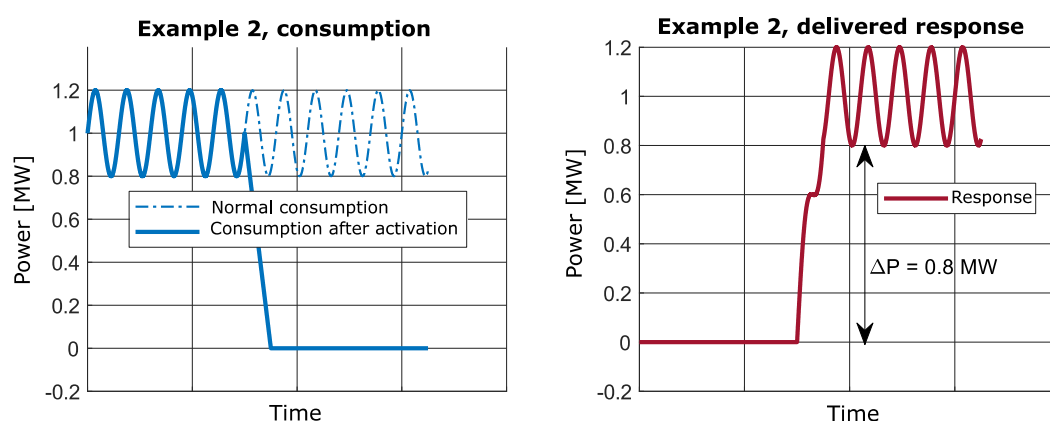 Example 2, consumption
Power [MW]
1.2
1
0.8
0.6
0.4
0.2
0
-0.2
Normal consumption
Consumption after activation
Time
Example 2, delivered response
Power [MW]
1.2
1
0.8
0.6
0.4
0.2
0
-0.2
Response
ΔP = 0.8 MW
Time